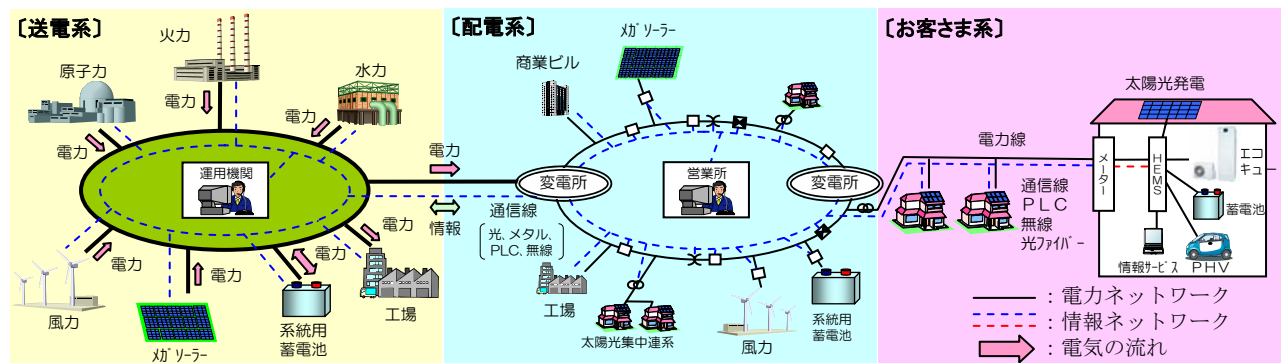 〔送電系〕
火力
原子力
水力
電力
電力
電力
運用機関
電力
電力
電力
電力
電力
風力
メガソーラー
系統用
蓄電池
工場
情報
〔配電系〕
メガソーラー
商業ビル
変電所
営業所
変電所
通信線
光、メタル、
PLC、無線
工場
太陽光集中連系
風力
系統用
蓄電池
〔お客さま系〕
太陽光発電
電力線
メーター
HEMS
エコ
キュート
蓄電池
通信線
PLC
無線
光ファイバー
情報サービス
PHV
：電力ネットワーク
：情報ネットワーク
：電気の流れ